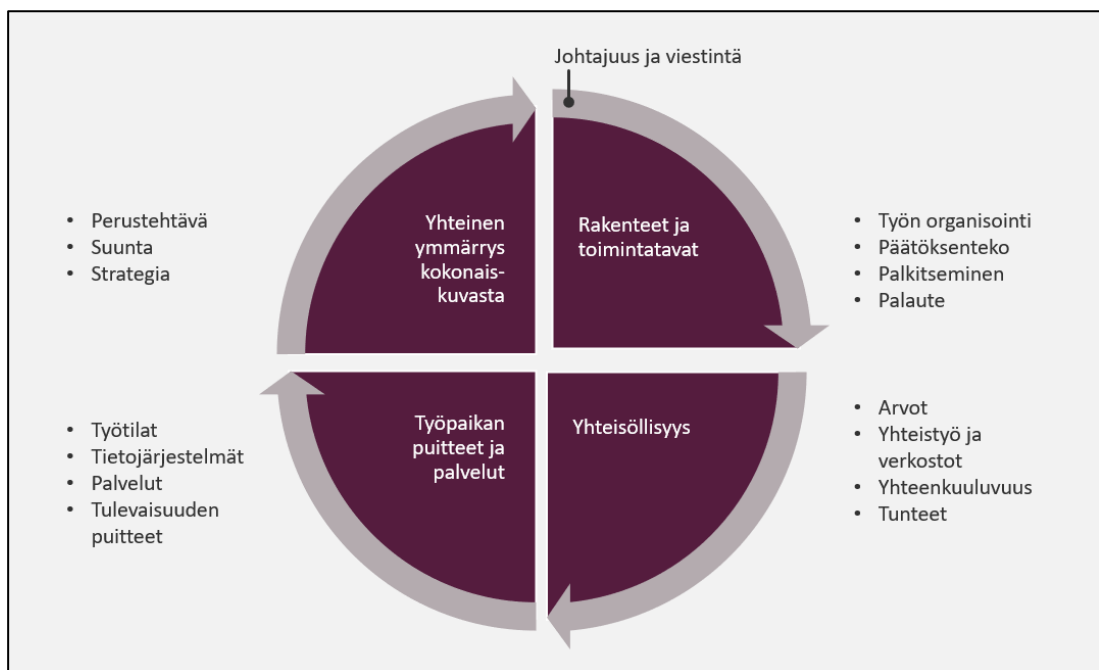 Johtajuus ja viestintä
• Perustehtävä
• Suunta
• Strategia
Yhteinen
ymmärrys
kokonais-
kuvasta
Rakenteet ja
toimintatavat
• Työn organisointi
• Päätöksenteko
• Palkitseminen
• Palaute
• Työtilat
• Tietojärjestelmät
• Palvelut
• Tulevaisuuden
puitteet
Työpaikan
puitteet ja
palvelut
Yhteisöllisyys
• Arvot
• Yhteistyö ja
verkostot
• Yhteenkuuluvuus
• Tunteet